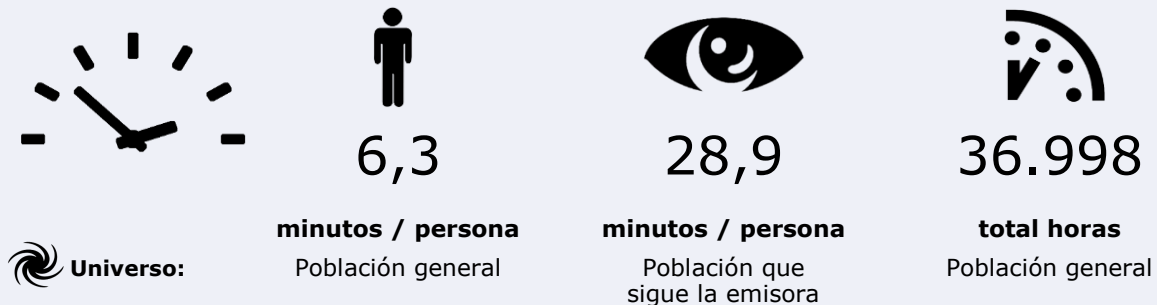 6,3
28,9
36.998
minutos / persona
minutos / persona
total horas
Universo:
Población general
Población que
sigue la emisora
Población general